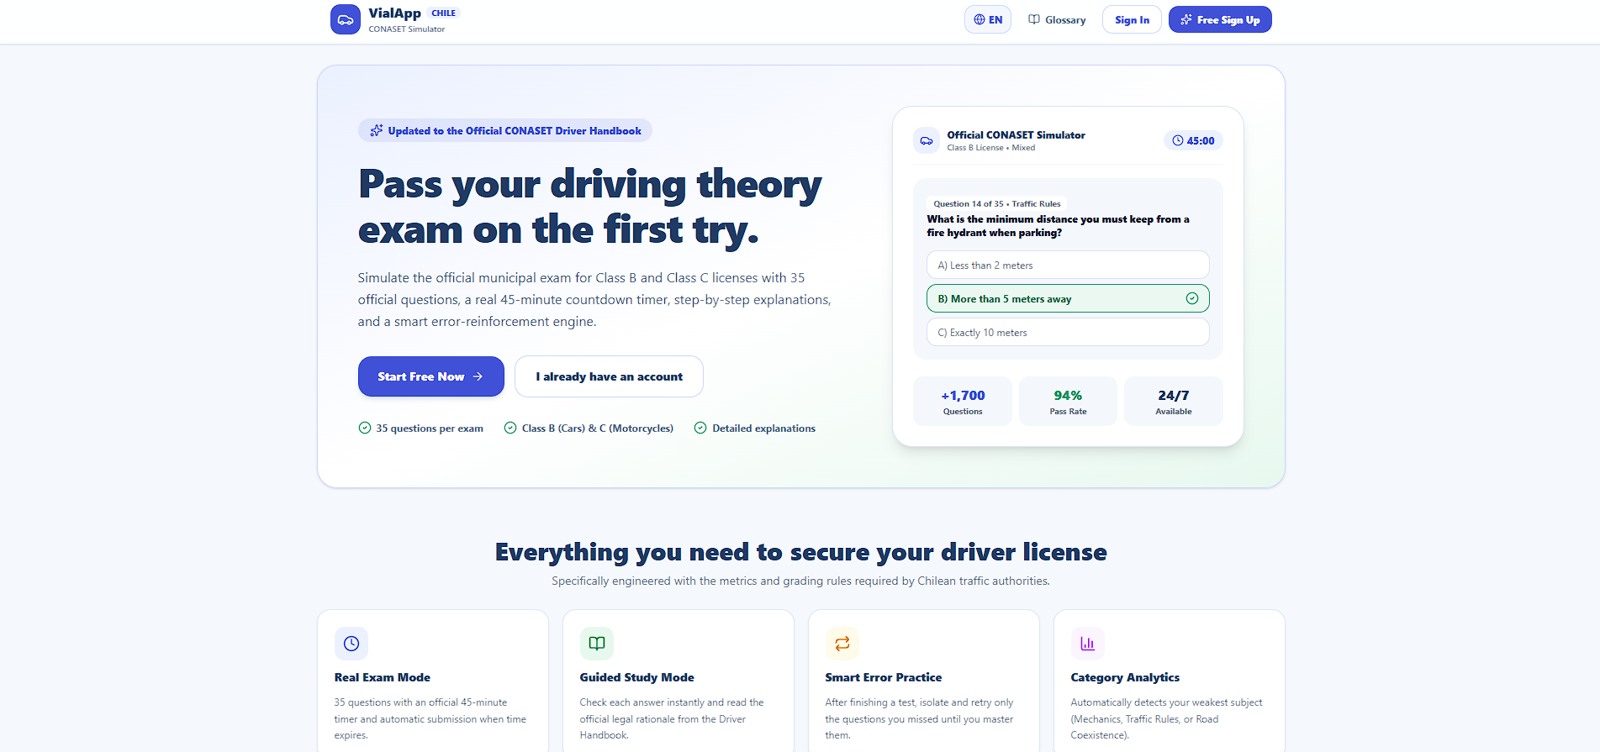 VialApp CHILE
CONASET Simulator
EN
Glossary
Sign In
Free Sign Up
Updated to the Official CONASET Driver Handbook
Pass your driving theory
exam on the first try.
Simulate the official municipal exam for Class B and Class C licenses with 35
official questions, a real 45-minute countdown timer, step-by-step explanations,
and a smart error-reinforcement engine.
Start Free Now →
I already have an account
35 questions per exam
Class B (Cars) & C (Motorcycles)
Detailed explanations
Official CONASET Simulator
Class B License • Mixed
45:00
Question 14 of 35 • Traffic Rules
What is the minimum distance you must keep from a
fire hydrant when parking?
A) Less than 2 meters
B) More than 5 meters away
C) Exactly 10 meters
+1,700
Questions
94%
Pass Rate
24/7
Available
Everything you need to secure your driver license
Specifically engineered with the metrics and grading rules required by Chilean traffic authorities.
Real Exam Mode
35 questions with an official 45-minute
timer and automatic submission when time
expires.
Guided Study Mode
Check each answer instantly and read the
official legal rationale from the Driver
Handbook.
Smart Error Practice
After finishing a test, isolate and retry only
the questions you missed until you master
them.
Category Analytics
Automatically detects your weakest subject
(Mechanics, Traffic Rules, or Road
Coexistence).